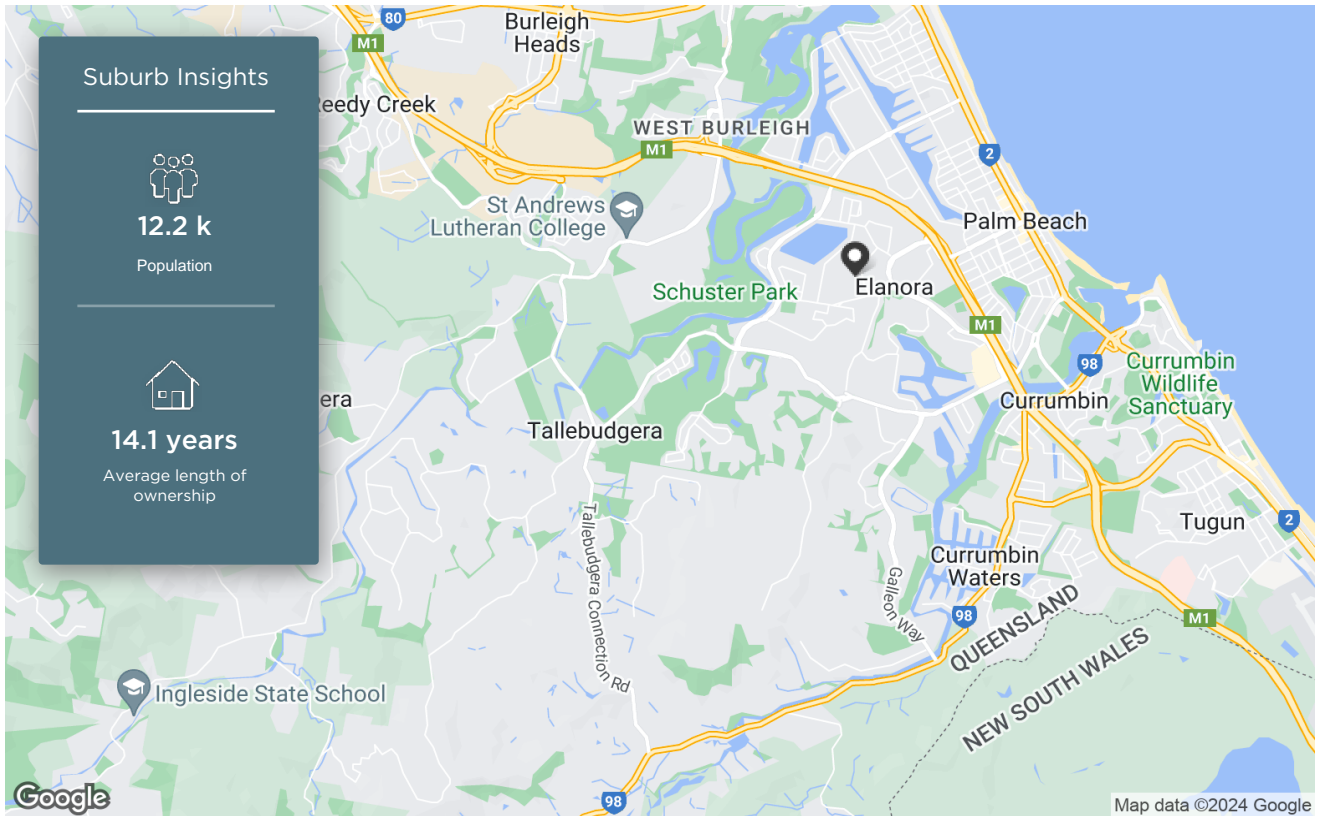 Suburb Insights
12.2 k
Population
14.1 years
Average length of
ownership
80
M1
Burleigh
Heads
Reedy Creek
WEST BURLEIGH
M1
2
St Andrews
Lutheran College
Palm Beach
Schuster Park
Elanora
M1
98
Currumbin
Wildlife
Sanctuary
era
Currumbin
Tallebudgera
Tugun
2
Tallebudgera Connection Rd
Currumbin
Waters
Galleon Way
98
QUEENSLAND
M1
NEW SOUTH WALES
Ingleside State School
98
Google
Map data ©2024 Google